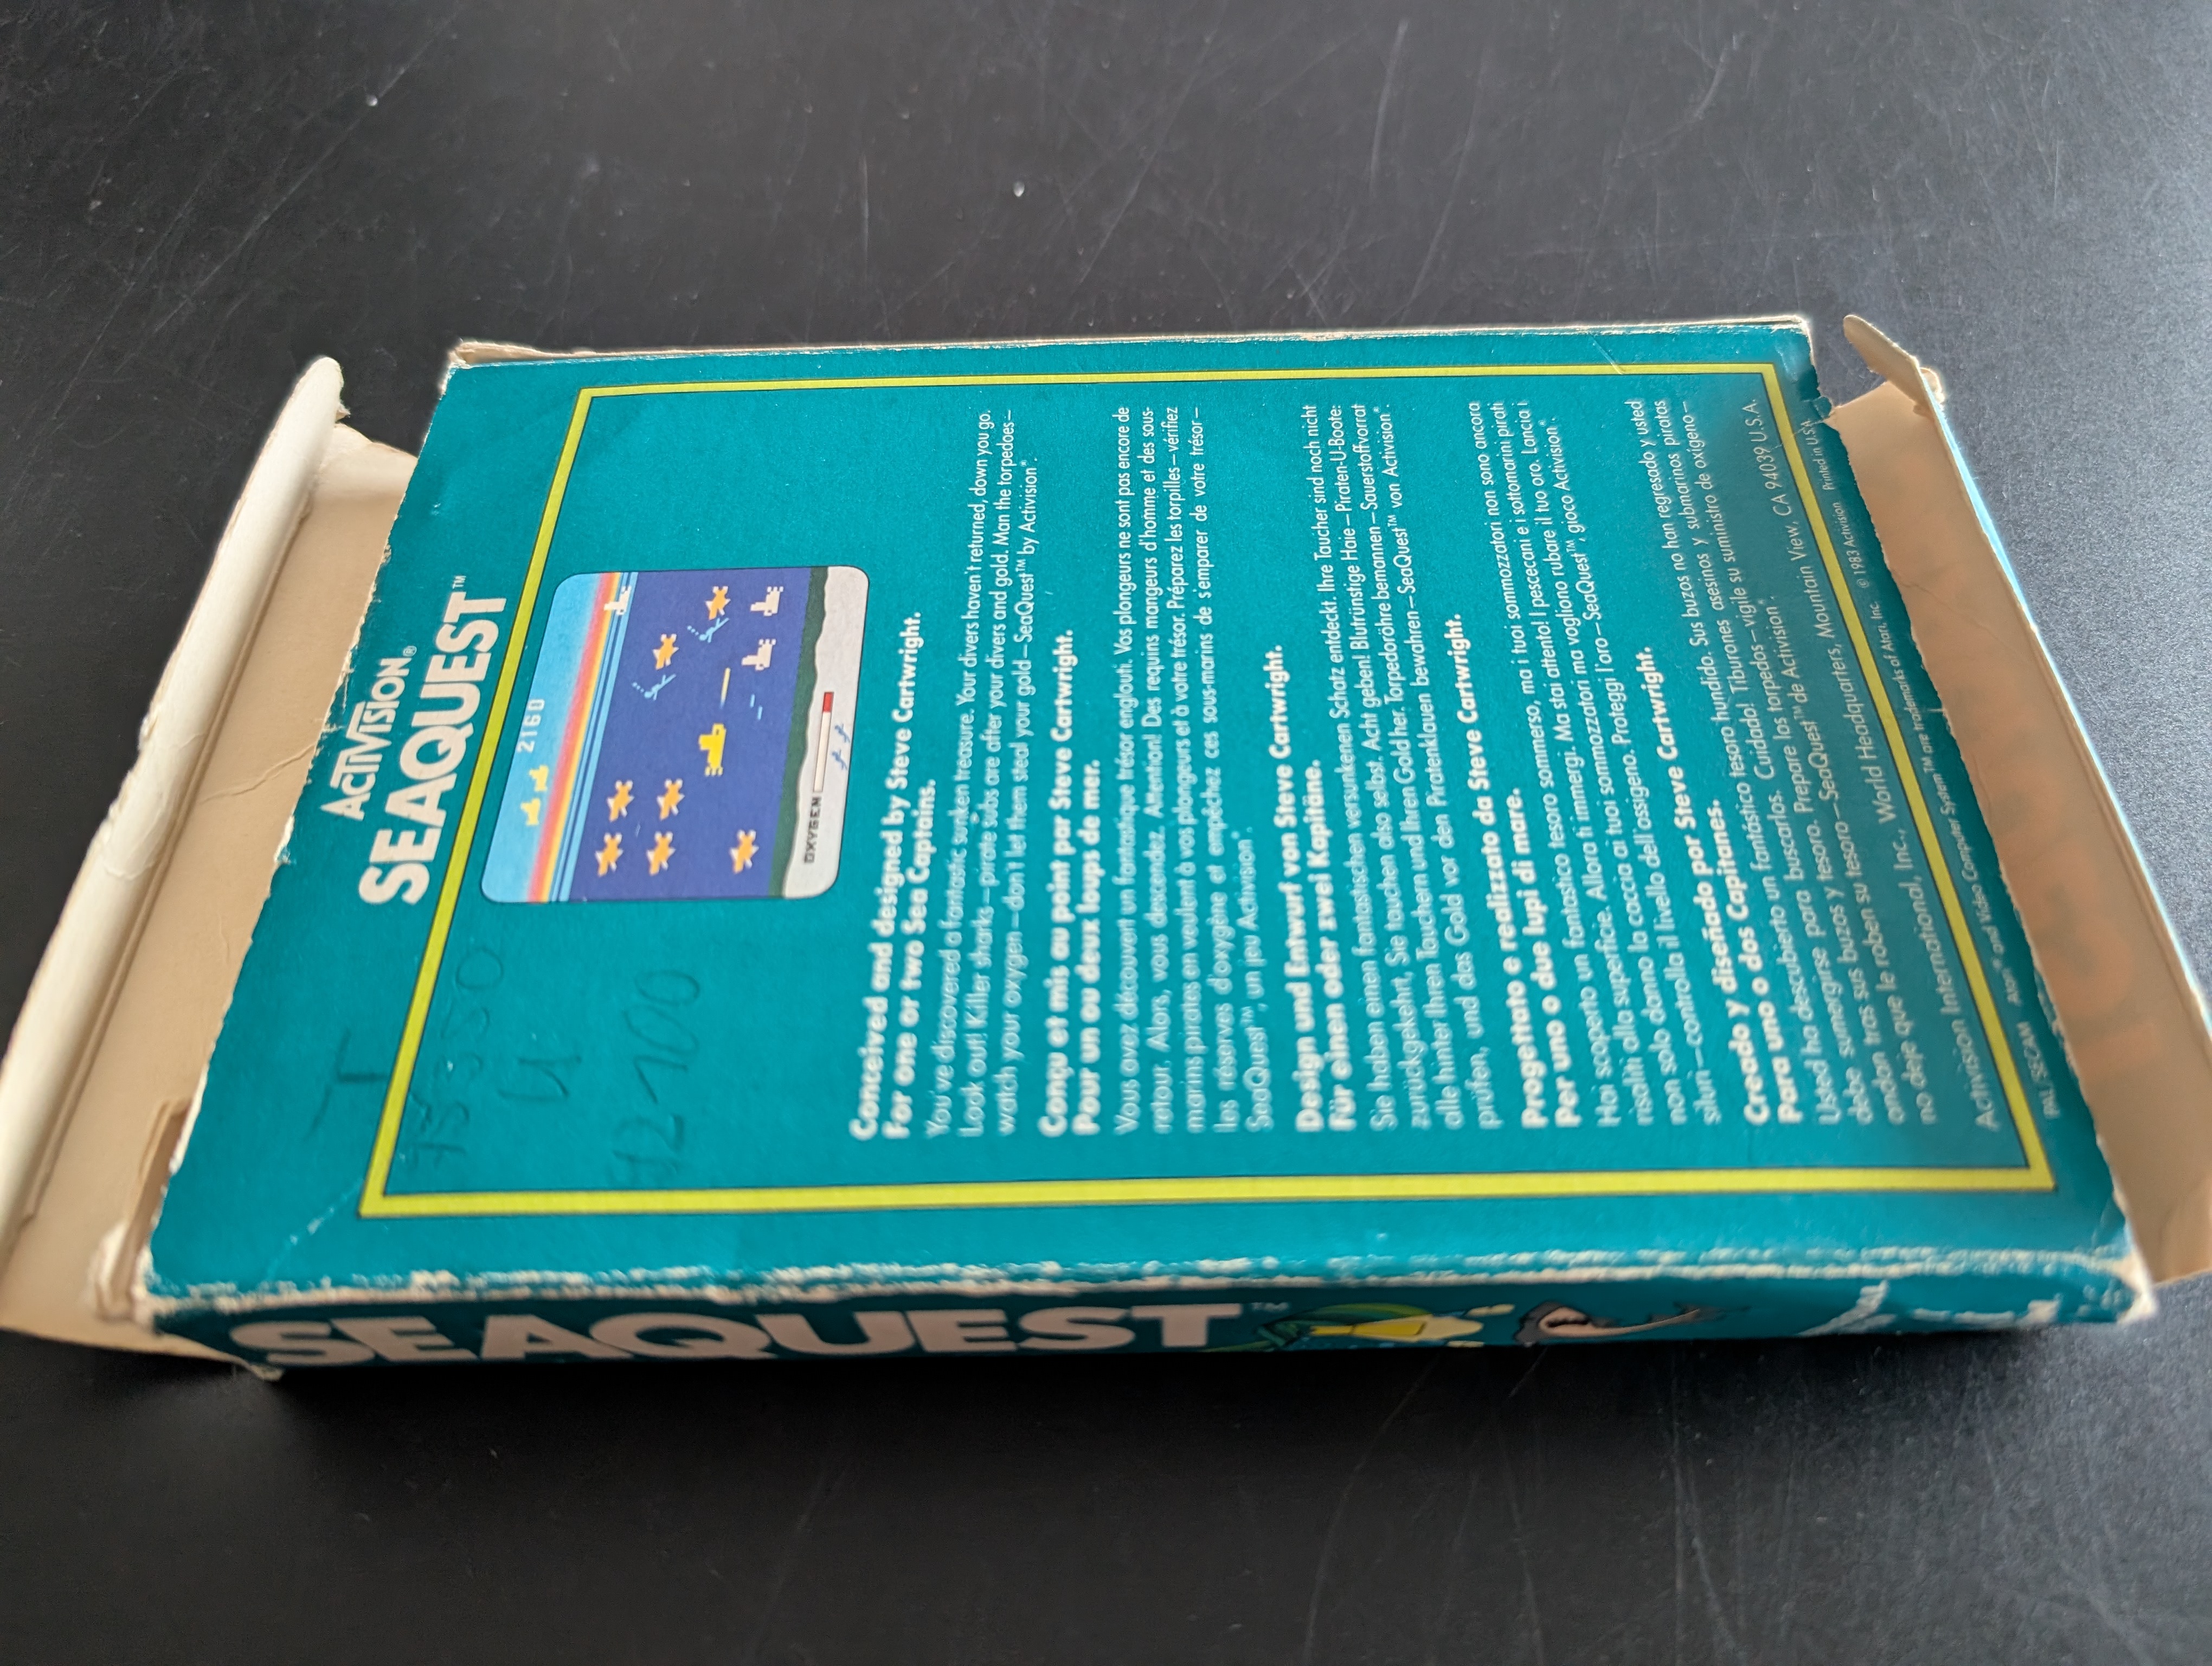 ACTIVISION®
SEAQUEST™
2160
OXYGEN
I
U
12100
Conceived and designed by Steve Cartwright.
For one or two Sea Captains.
You've discovered a fantastic sunken treasure. Your divers haven't returned, down you go.
Look out! Killer sharks—pirate subs are after your divers and gold. Man the torpedoes—
watch your oxygen—don't let them steal your gold—SeaQuest™ by Activision®.
Conçu et mis au point par Steve Cartwright.
Pour un ou deux loups de mer.
Vous avez découvert un fantastique trésor englouti. Vos plongeurs ne sont pas encore de
retour. Alors, vous descendez. Attention! Des requins mangeurs d'homme et des sous-
marins pirates en veulent à vos plongeurs et à votre trésor. Préparez les torpilles—vérifiez
les réserves d'oxygène et empêchez ces sous-marins de s'emparer de votre trésor—
SeaQuest™, un jeu Activision®.
Design und Entwurf von Steve Cartwright.
Für einen oder zwei Kapitäne.
Sie haben einen fantastischen versunkenen Schatz entdeckt. Ihre Taucher sind noch nicht
zurückgekehrt, Sie tauchen also selbst. Acht geben! Blutrünstige Haie—Piraten-U-Boote:
alle hinter Ihren Tauchern und Ihren Gold her. Torpedoröhre bemannen—Sauerstoffvorrat
prüfen, und das Gold vor den Piratenklauen bewahren—SeaQuest™ von Activision®.
Progettato e realizzato da Steve Cartwright.
Per uno o due lupi di mare.
Hai scoperto un fantastico tesoro sommerso, ma i tuoi sommozzatori non sono ancora
risaliti alla superficie. Allora ti immergi. Ma stai attento! I pescecani e i sottomarini pirati
non solo danno la caccia ai tuoi sommozzatori ma vogliono rubare il tuo oro. Lancia i
siluri—controlla il livello dell'ossigeno. Proteggi l'oro—SeaQuest™, gioco Activision®.
Creado y diseñado por Steve Cartwright.
Para uno o dos Capitanes.
Usted ha descubierto un fantástico tesoro hundido. Sus buzos no han regresado y usted
debe sumergirse para buscarlos. Cuidado! Tiburones asesinos y submarinos piratas
andan tras sus buzos y tesoro. Prepare los torpedos—vigile su suministro de oxígeno—
no deje que le roben su tesoro—SeaQuest™ de Activision®.
Activision International, Inc., World Headquarters, Mountain View, CA 94039 U.S.A.
PAL/SECAM Atari® and Video Computer System™ are trademarks of Atari, Inc. © 1983 Activision Printed in U.S.A.
SEAQUEST™